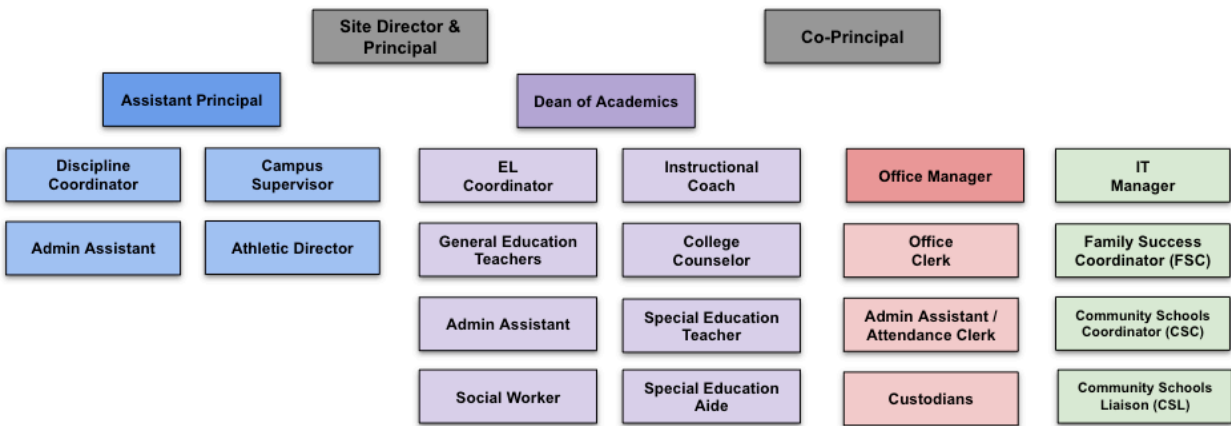 Site Director &
Principal
Co-Principal
Assistant Principal
Dean of Academics
Discipline
Coordinator
Campus
Supervisor
EL
Coordinator
Instructional
Coach
Office Manager
IT
Manager
Admin Assistant
Athletic Director
General Education
Teachers
College
Counselor
Office
Clerk
Family Success
Coordinator (FSC)
Admin Assistant
Special Education
Teacher
Admin Assistant /
Attendance Clerk
Community Schools
Coordinator (CSC)
Social Worker
Special Education
Aide
Custodians
Community Schools
Liaison (CSL)